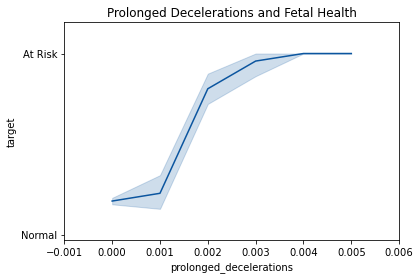 Prolonged Decelerations and Fetal Health
At Risk
target
Normal
−0.001 0.000 0.001 0.002 0.003 0.004 0.005 0.006
prolonged_decelerations